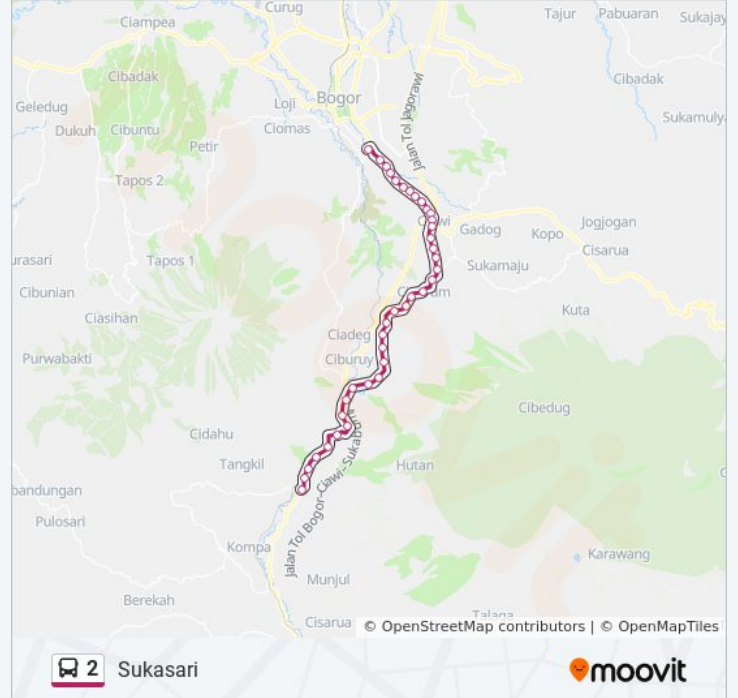 Curug
Tajur
Pabuaran
Sukajay
Ciampea
Cibadak
Cibadak
Loji
Bogor
Jalan Tol Jagorawi
Geledug
Sukamulya
Dukuh
Cibuntu
Ciomas
Petir
Tapos 2
Jogjogan
Gadog
Kopo
Cisarua
urasari
Tapos 1
Sukamaju
Cibunian
Kuta
Ciasihan
Ciadeg
Purwabakti
Ciburuy
Cibedug
Cidahu
Tangkil
Hutan
Jalan Tol Bogor-Ciawi-Sukabumi
bandungan
Pulosari
Kompa
Karawang
Munjul
Berekah
Talaga
Cisarua
© OpenStreetMap contributors | © OpenMapTiles
2 Sukasari
moovit